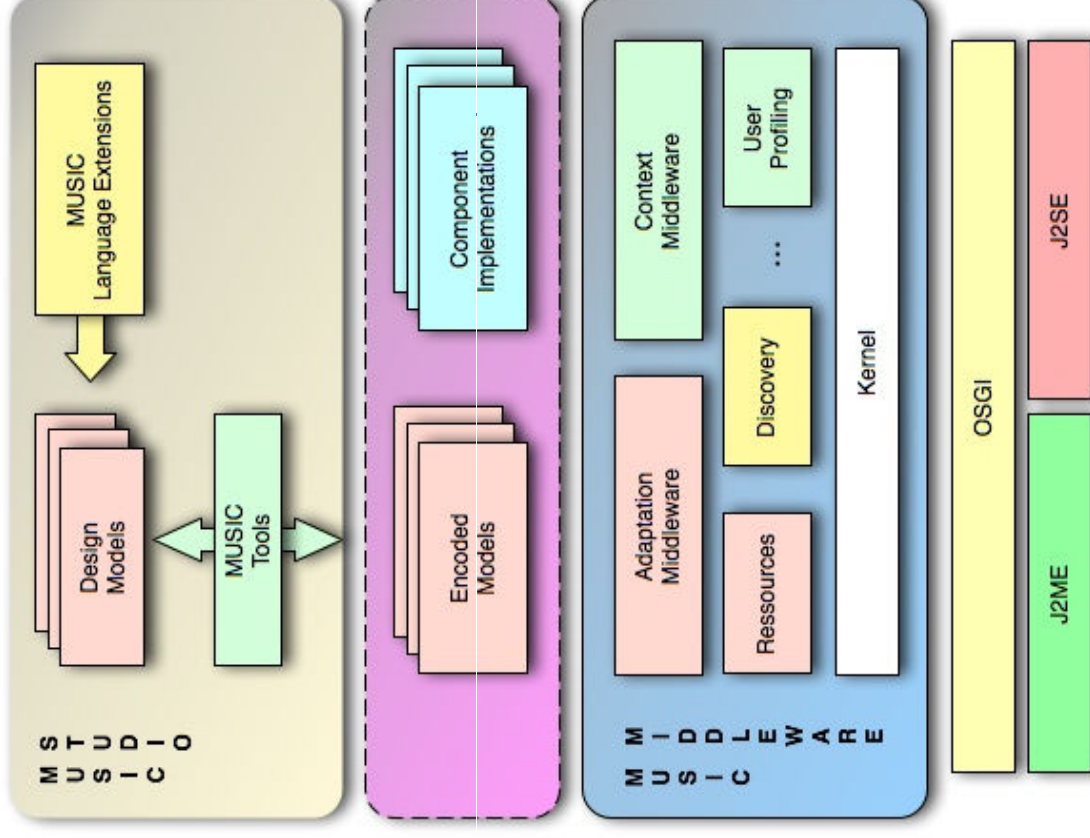 MUSIC
STUDIO
Design
Models
MUSIC
Language Extensions
MUSIC
Tools
Encoded
Models
Component
Implementations
MUSIC
MIDDLEWARE
Adaptation
Middleware
Context
Middleware
Ressources
Discovery
...
User
Profiling
Kernel
OSGI
J2ME
J2SE